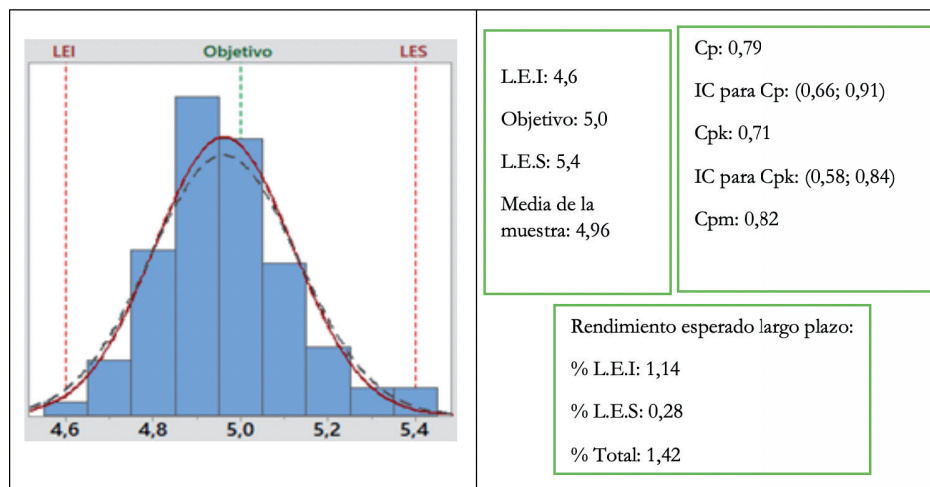 LEI Objetivo LES
4,6 4,8 5,0 5,2 5,4
L.E.I: 4,6
Objetivo: 5,0
L.E.S: 5,4
Media de la
muestra: 4,96
Cp: 0,79
IC para Cp: (0,66; 0,91)
Cpk: 0,71
IC para Cpk: (0,58; 0,84)
Cpm: 0,82
Rendimiento esperado largo plazo:
% L.E.I: 1,14
% L.E.S: 0,28
% Total: 1,42